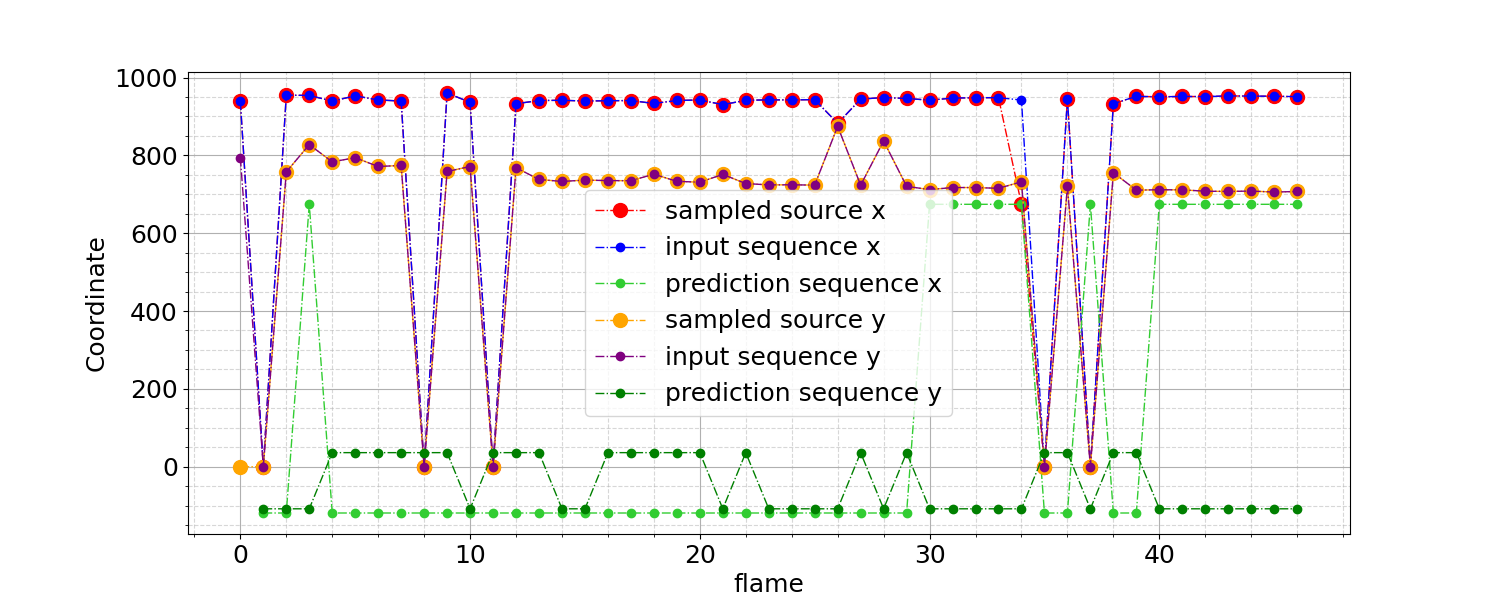 1000
800
600
400
200
0
Coordinate
sampled source x
input sequence x
prediction sequence x
sampled source y
input sequence y
prediction sequence y
0 10 20 30 40
flame